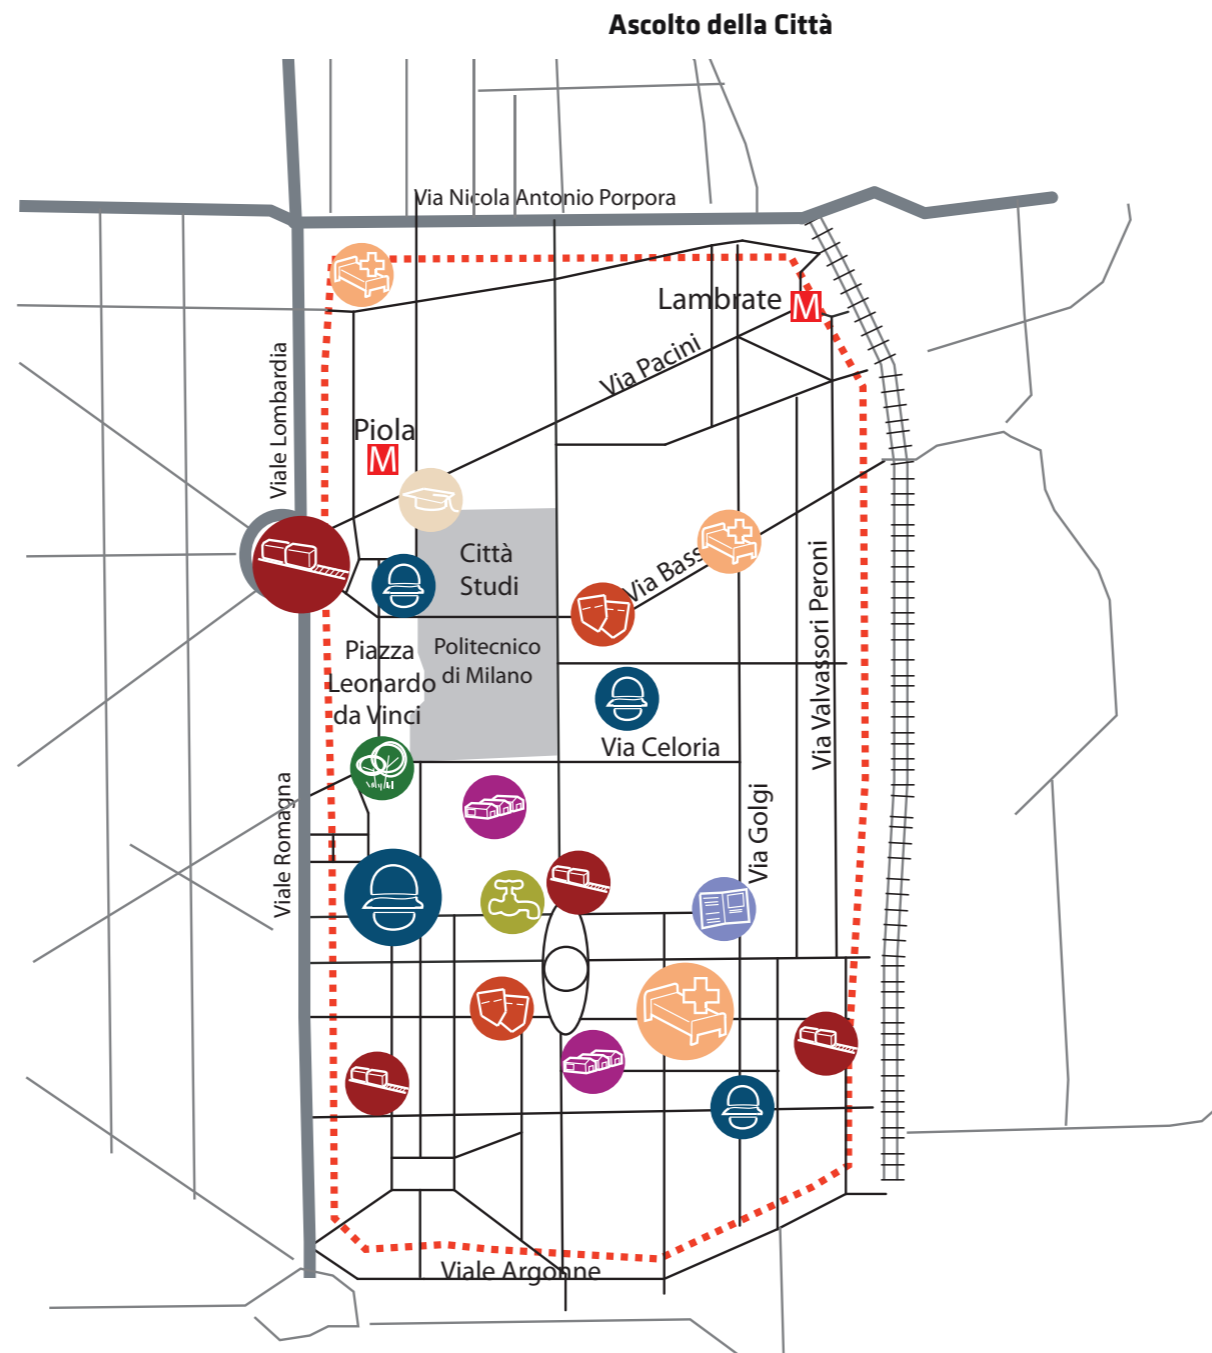 Ascolto della Città
Via Nicola Antonio Porpora
Lambrate M
Viale Lombardia
Via Pacini
Piola
M
Città
Studi
Via Bass
Via Valvassori Peroni
Piazza
Leonardo
da Vinci
Politecnico
di Milano
Via Celoria
Viale Romagna
Via Golgi
Viale Argonne